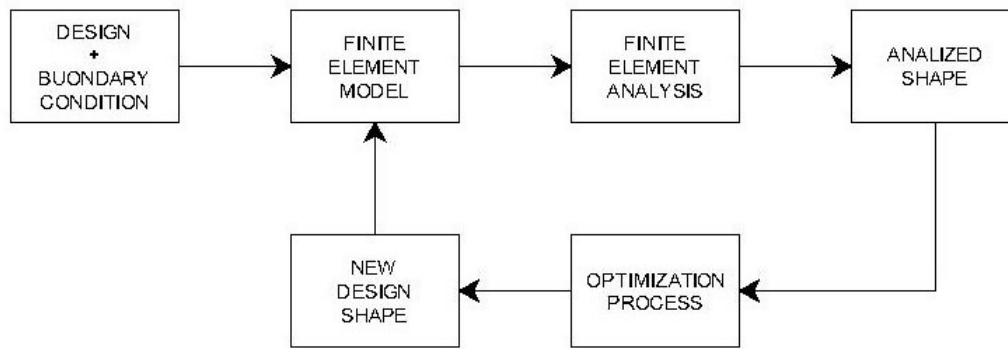 DESIGN
+
BUONDARY
CONDITION
FINITE
ELEMENT
MODEL
FINITE
ELEMENT
ANALYSIS
ANALIZED
SHAPE
NEW
DESIGN
SHAPE
OPTIMIZATION
PROCESS